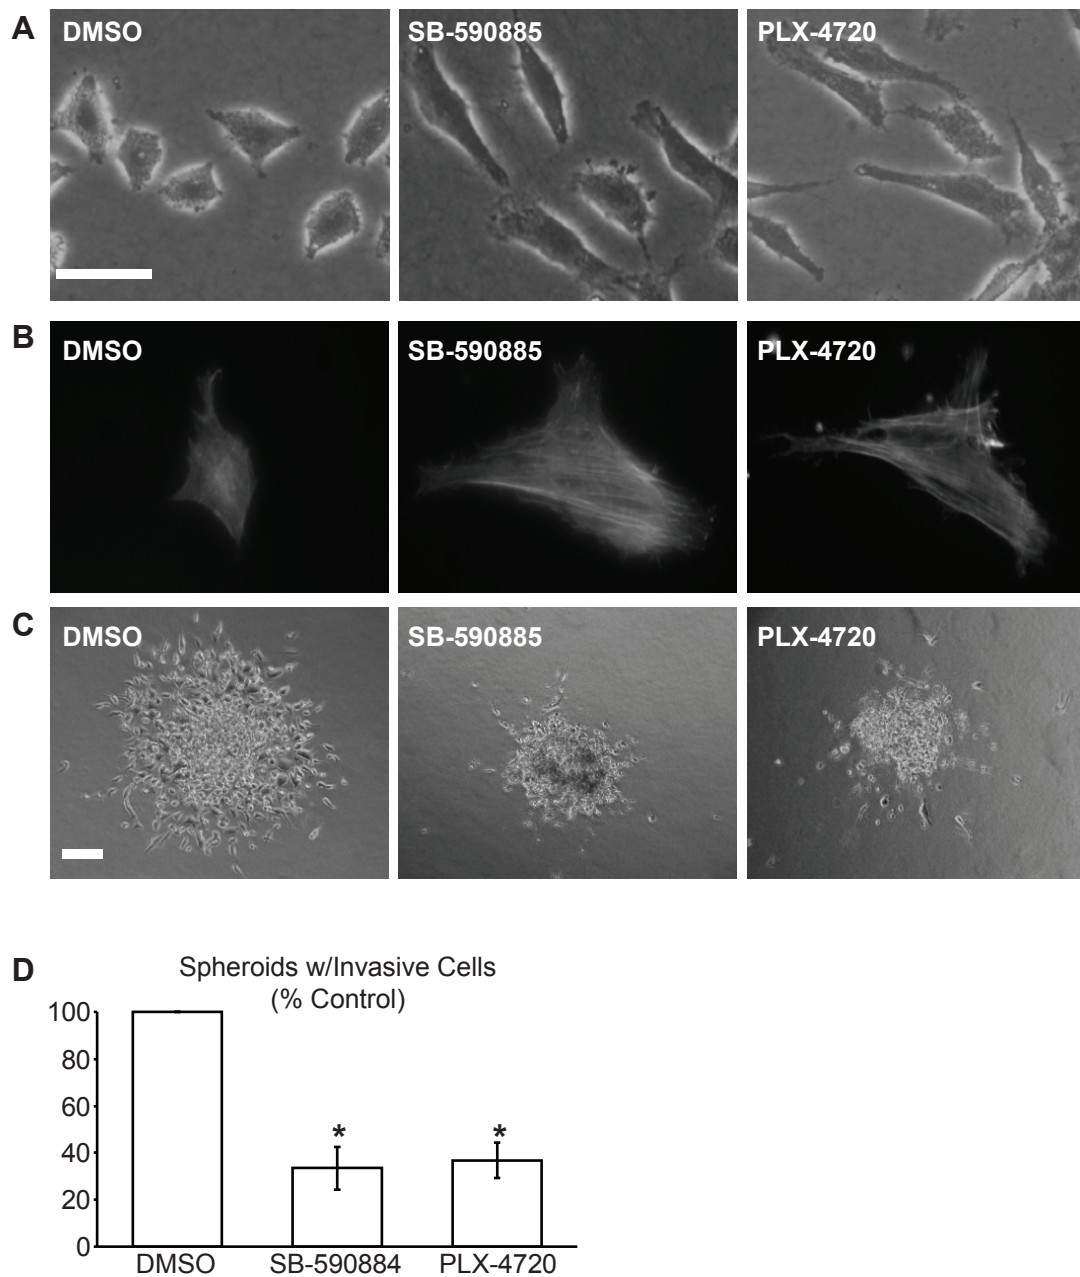 A
DMSO
SB-590885
PLX-4720
B
DMSO
SB-590885
PLX-4720
C
DMSO
SB-590885
PLX-4720
D
Spheroids w/Invasive Cells
(% Control)
100
80
60
40
20
0
*
*
DMSO
SB-590884
PLX-4720